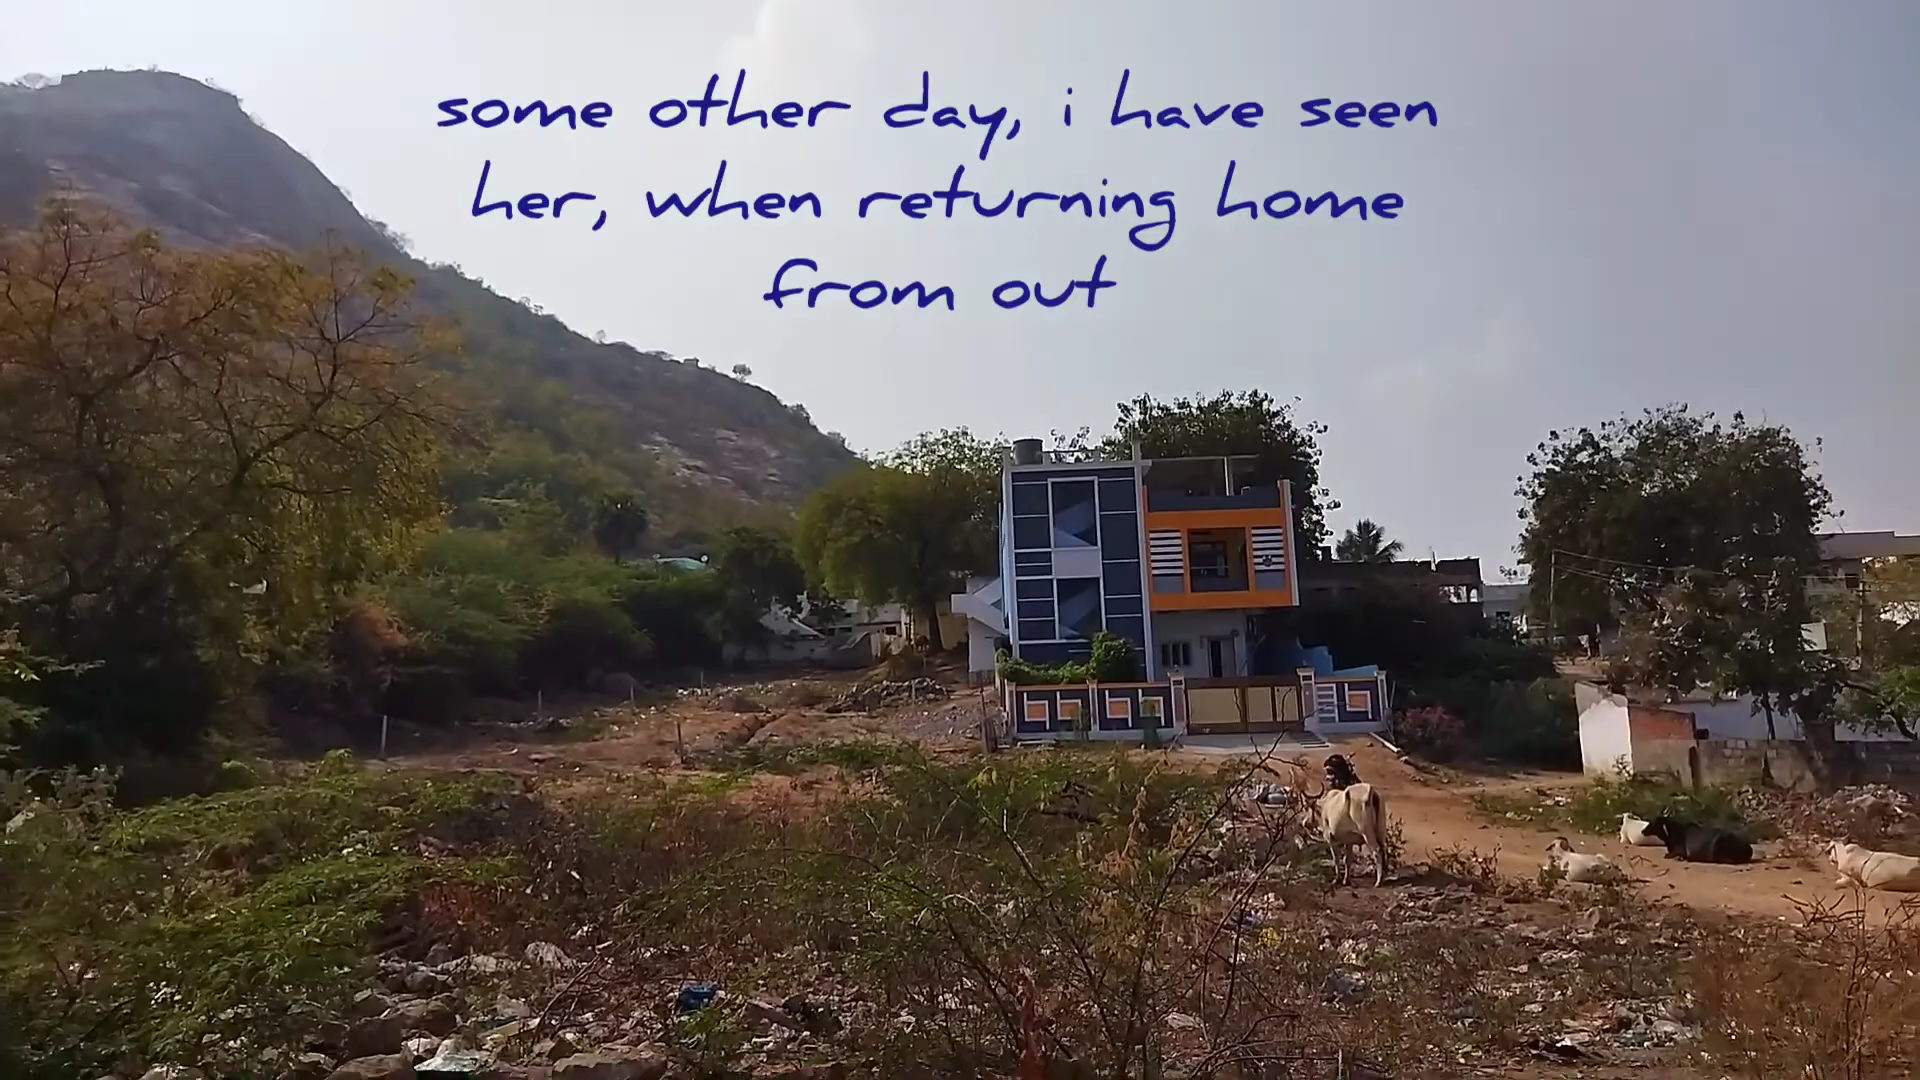 some other day, i have seen
her, when returning home
from out